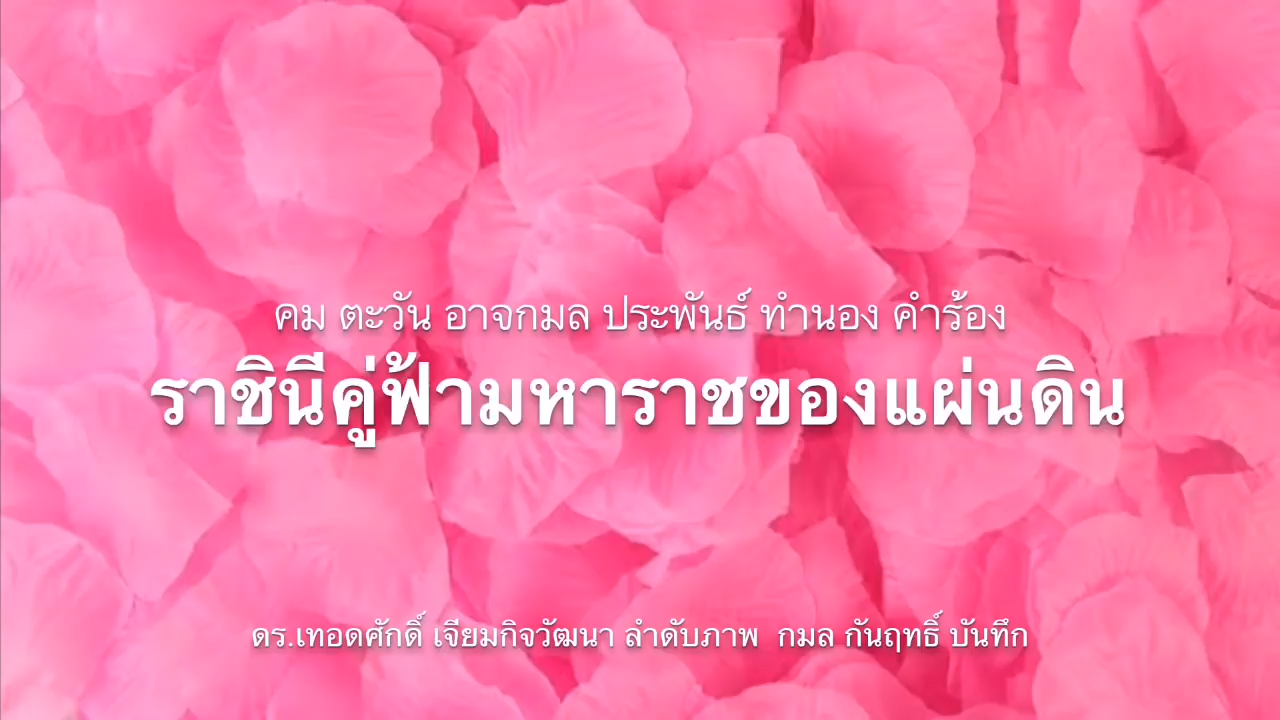 คม ตะวัน อาจกมล ประพันธ์ ทำนอง คำร้อง
ราชินีคู่ฟ้ามหาราชของแผ่นดิน
ดร.เทอดศักดิ์ เจียมกิจวัฒนา ลำดับภาพ กมล กันฤทธิ์ บันทึก